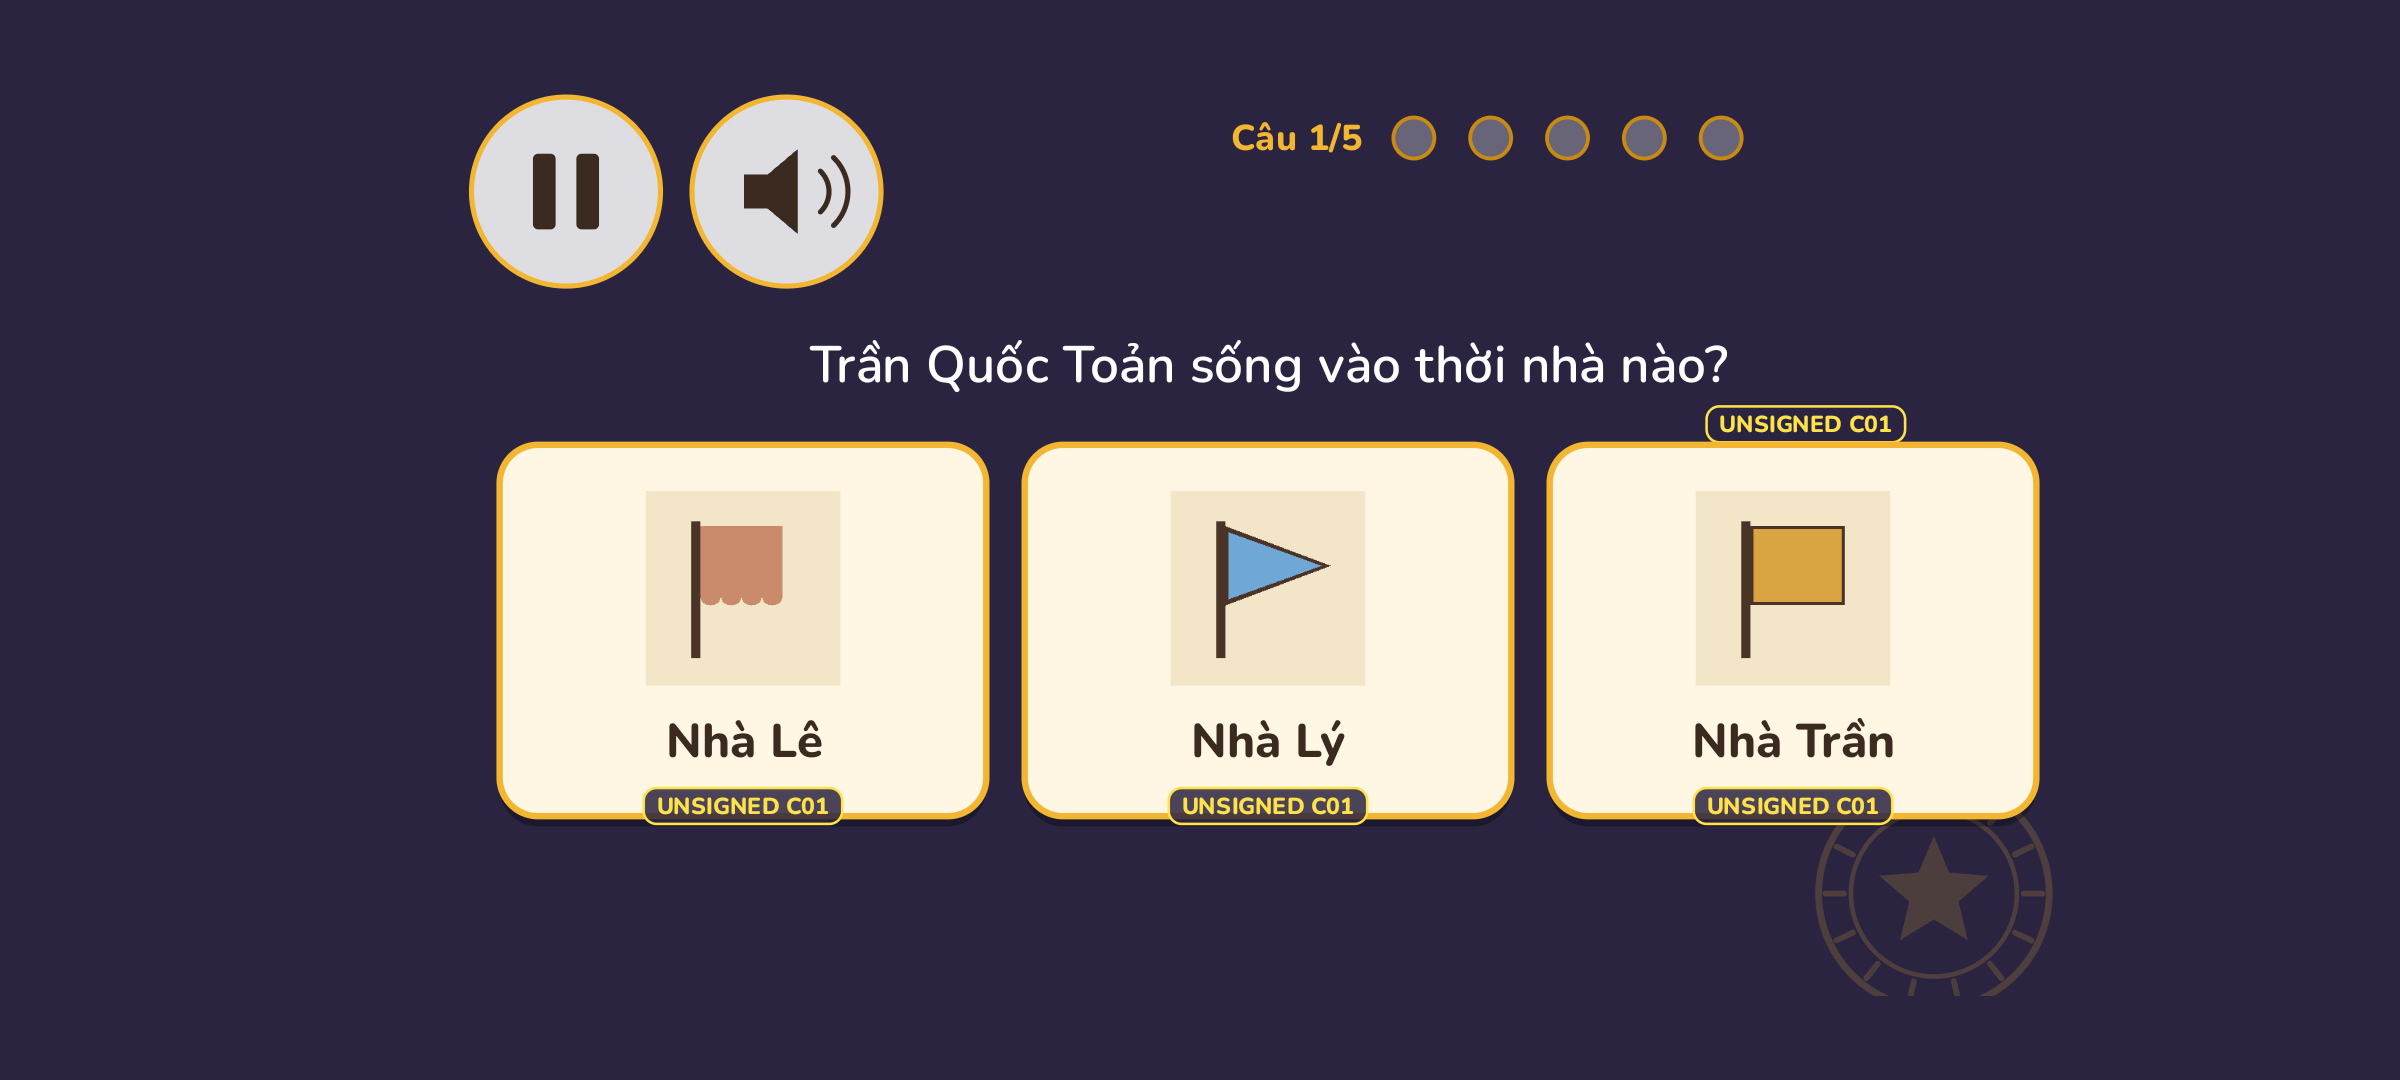 Câu 1/5
Trần Quốc Toản sống vào thời nhà nào?
UNSIGNED C01
Nhà Lê
Nhà Lý
Nhà Trần
UNSIGNED C01
UNSIGNED C01
UNSIGNED C01